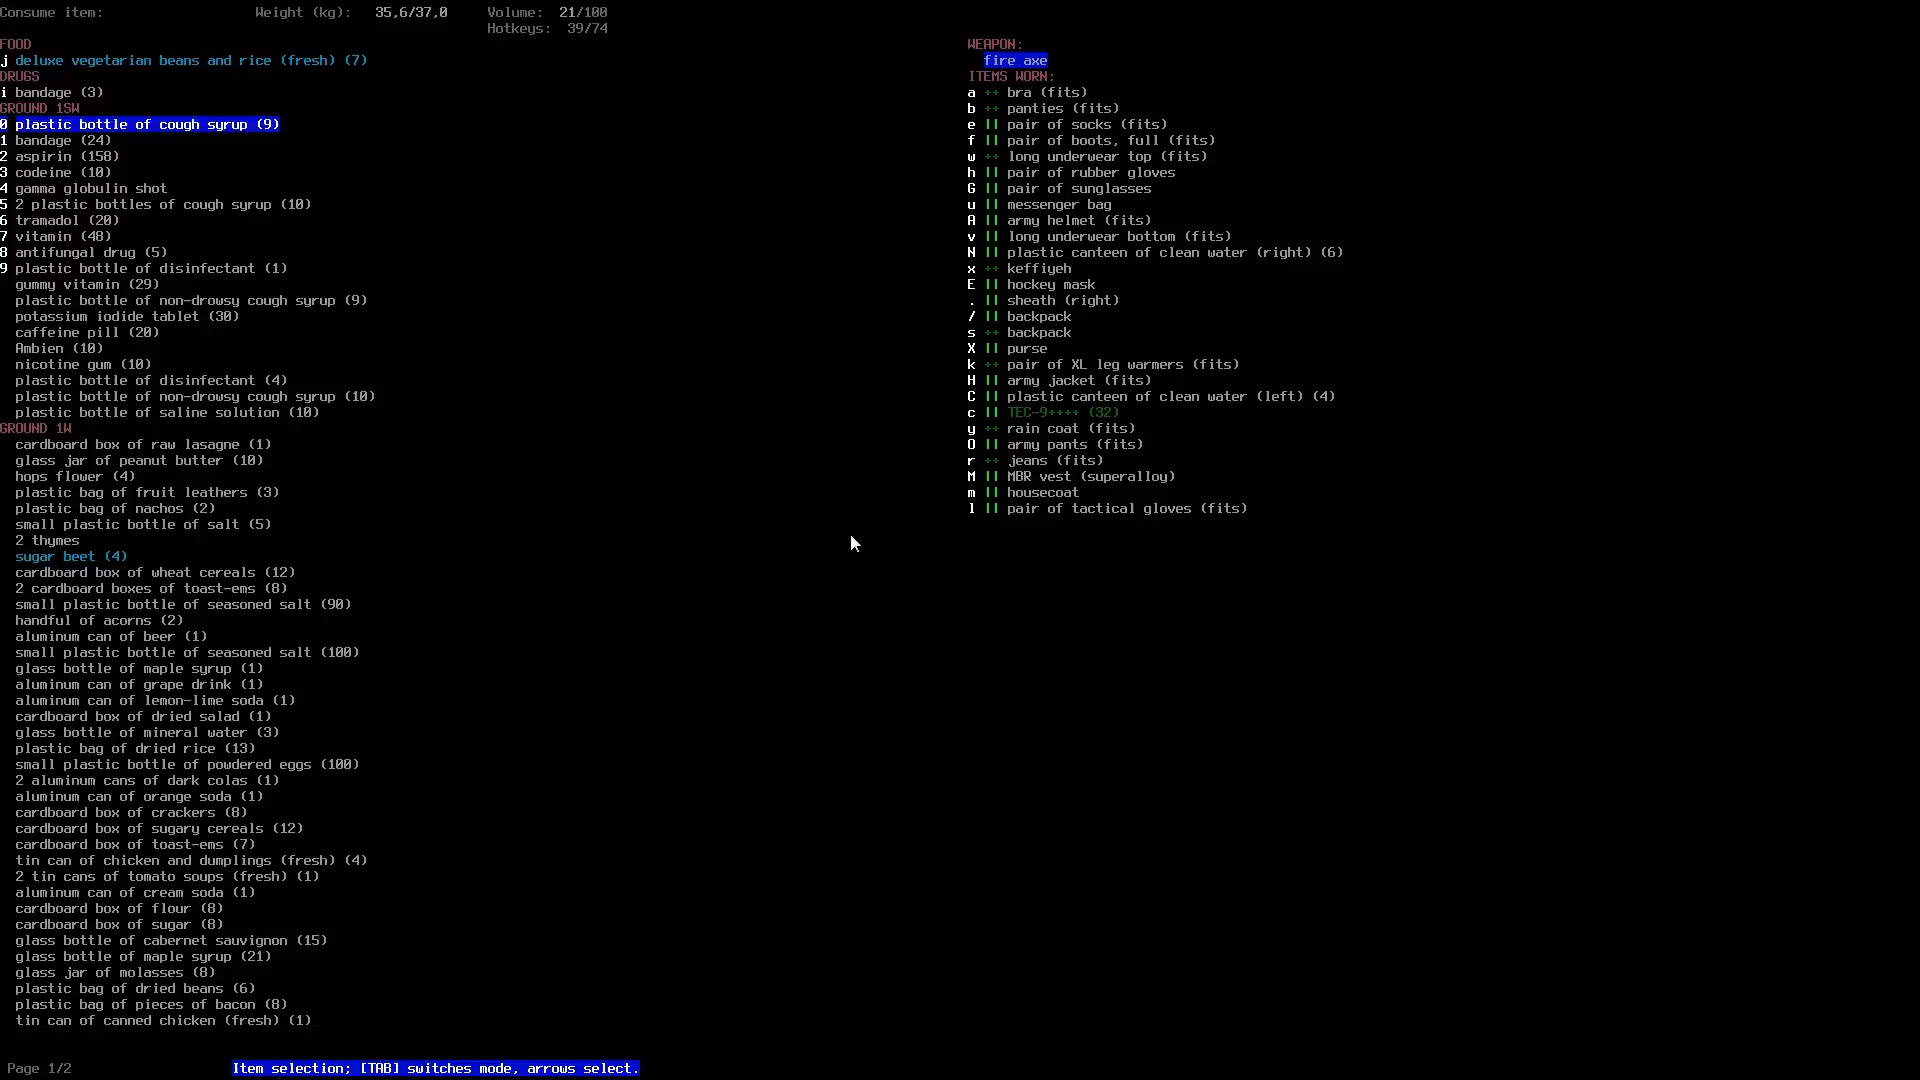 Consume item: Weight (kg): 35,6/37,0 Volume: 21/100
Hotkeys: 39/74
FOOD
j deluxe vegetarian beans and rice (fresh) (7)
DRUGS
i bandage (3)
GROUND 1SW
0 plastic bottle of cough syrup (9)
1 bandage (24)
2 aspirin (158)
3 codeine (10)
4 gamma globulin shot
5 2 plastic bottles of cough syrup (10)
6 tramadol (20)
7 vitamin (48)
8 antifungal drug (5)
9 plastic bottle of disinfectant (1)
gummy vitamin (29)
plastic bottle of non-drowsy cough syrup (9)
potassium iodide tablet (30)
caffeine pill (20)
Ambien (10)
nicotine gum (10)
plastic bottle of disinfectant (4)
plastic bottle of non-drowsy cough syrup (10)
plastic bottle of saline solution (10)
GROUND 1W
cardboard box of raw lasagne (1)
glass jar of peanut butter (10)
hops flower (4)
plastic bag of fruit leathers (3)
plastic bag of nachos (2)
small plastic bottle of salt (5)
2 thymes
sugar beet (4)
cardboard box of wheat cereals (12)
2 cardboard boxes of toast-ems (8)
small plastic bottle of seasoned salt (90)
handful of acorns (2)
aluminum can of beer (1)
small plastic bottle of seasoned salt (100)
glass bottle of maple syrup (1)
aluminum can of grape drink (1)
aluminum can of lemon-lime soda (1)
cardboard box of dried salad (1)
glass bottle of mineral water (3)
plastic bag of dried rice (13)
small plastic bottle of powdered eggs (100)
2 aluminum cans of dark colas (1)
aluminum can of orange soda (1)
cardboard box of crackers (8)
cardboard box of sugary cereals (12)
cardboard box of toast-ems (7)
tin can of chicken and dumplings (fresh) (4)
2 tin cans of tomato soups (fresh) (1)
aluminum can of cream soda (1)
cardboard box of flour (8)
cardboard box of sugar (8)
glass bottle of cabernet sauvignon (15)
glass bottle of maple syrup (21)
glass jar of molasses (8)
plastic bag of dried beans (6)
plastic bag of pieces of bacon (8)
tin can of canned chicken (fresh) (1)
WEAPON:
fire axe
ITEMS WORN:
a ++ bra (fits)
b ++ panties (fits)
e || pair of socks (fits)
f || pair of boots, full (fits)
w ++ long underwear top (fits)
h || pair of rubber gloves
G || pair of sunglasses
u || messenger bag
A || army helmet (fits)
v || long underwear bottom (fits)
N || plastic canteen of clean water (right) (6)
x ++ keffiyeh
E || hockey mask
. || sheath (right)
/ || backpack
s ++ backpack
X || purse
k ++ pair of XL leg warmers (fits)
H || army jacket (fits)
C || plastic canteen of clean water (left) (4)
c || TEC-9++++ (32)
y ++ rain coat (fits)
O || army pants (fits)
r ++ jeans (fits)
M || MBR vest (superalloy)
m || housecoat
l || pair of tactical gloves (fits)
Page 1/2 Item selection; [TAB] switches mode, arrows select.